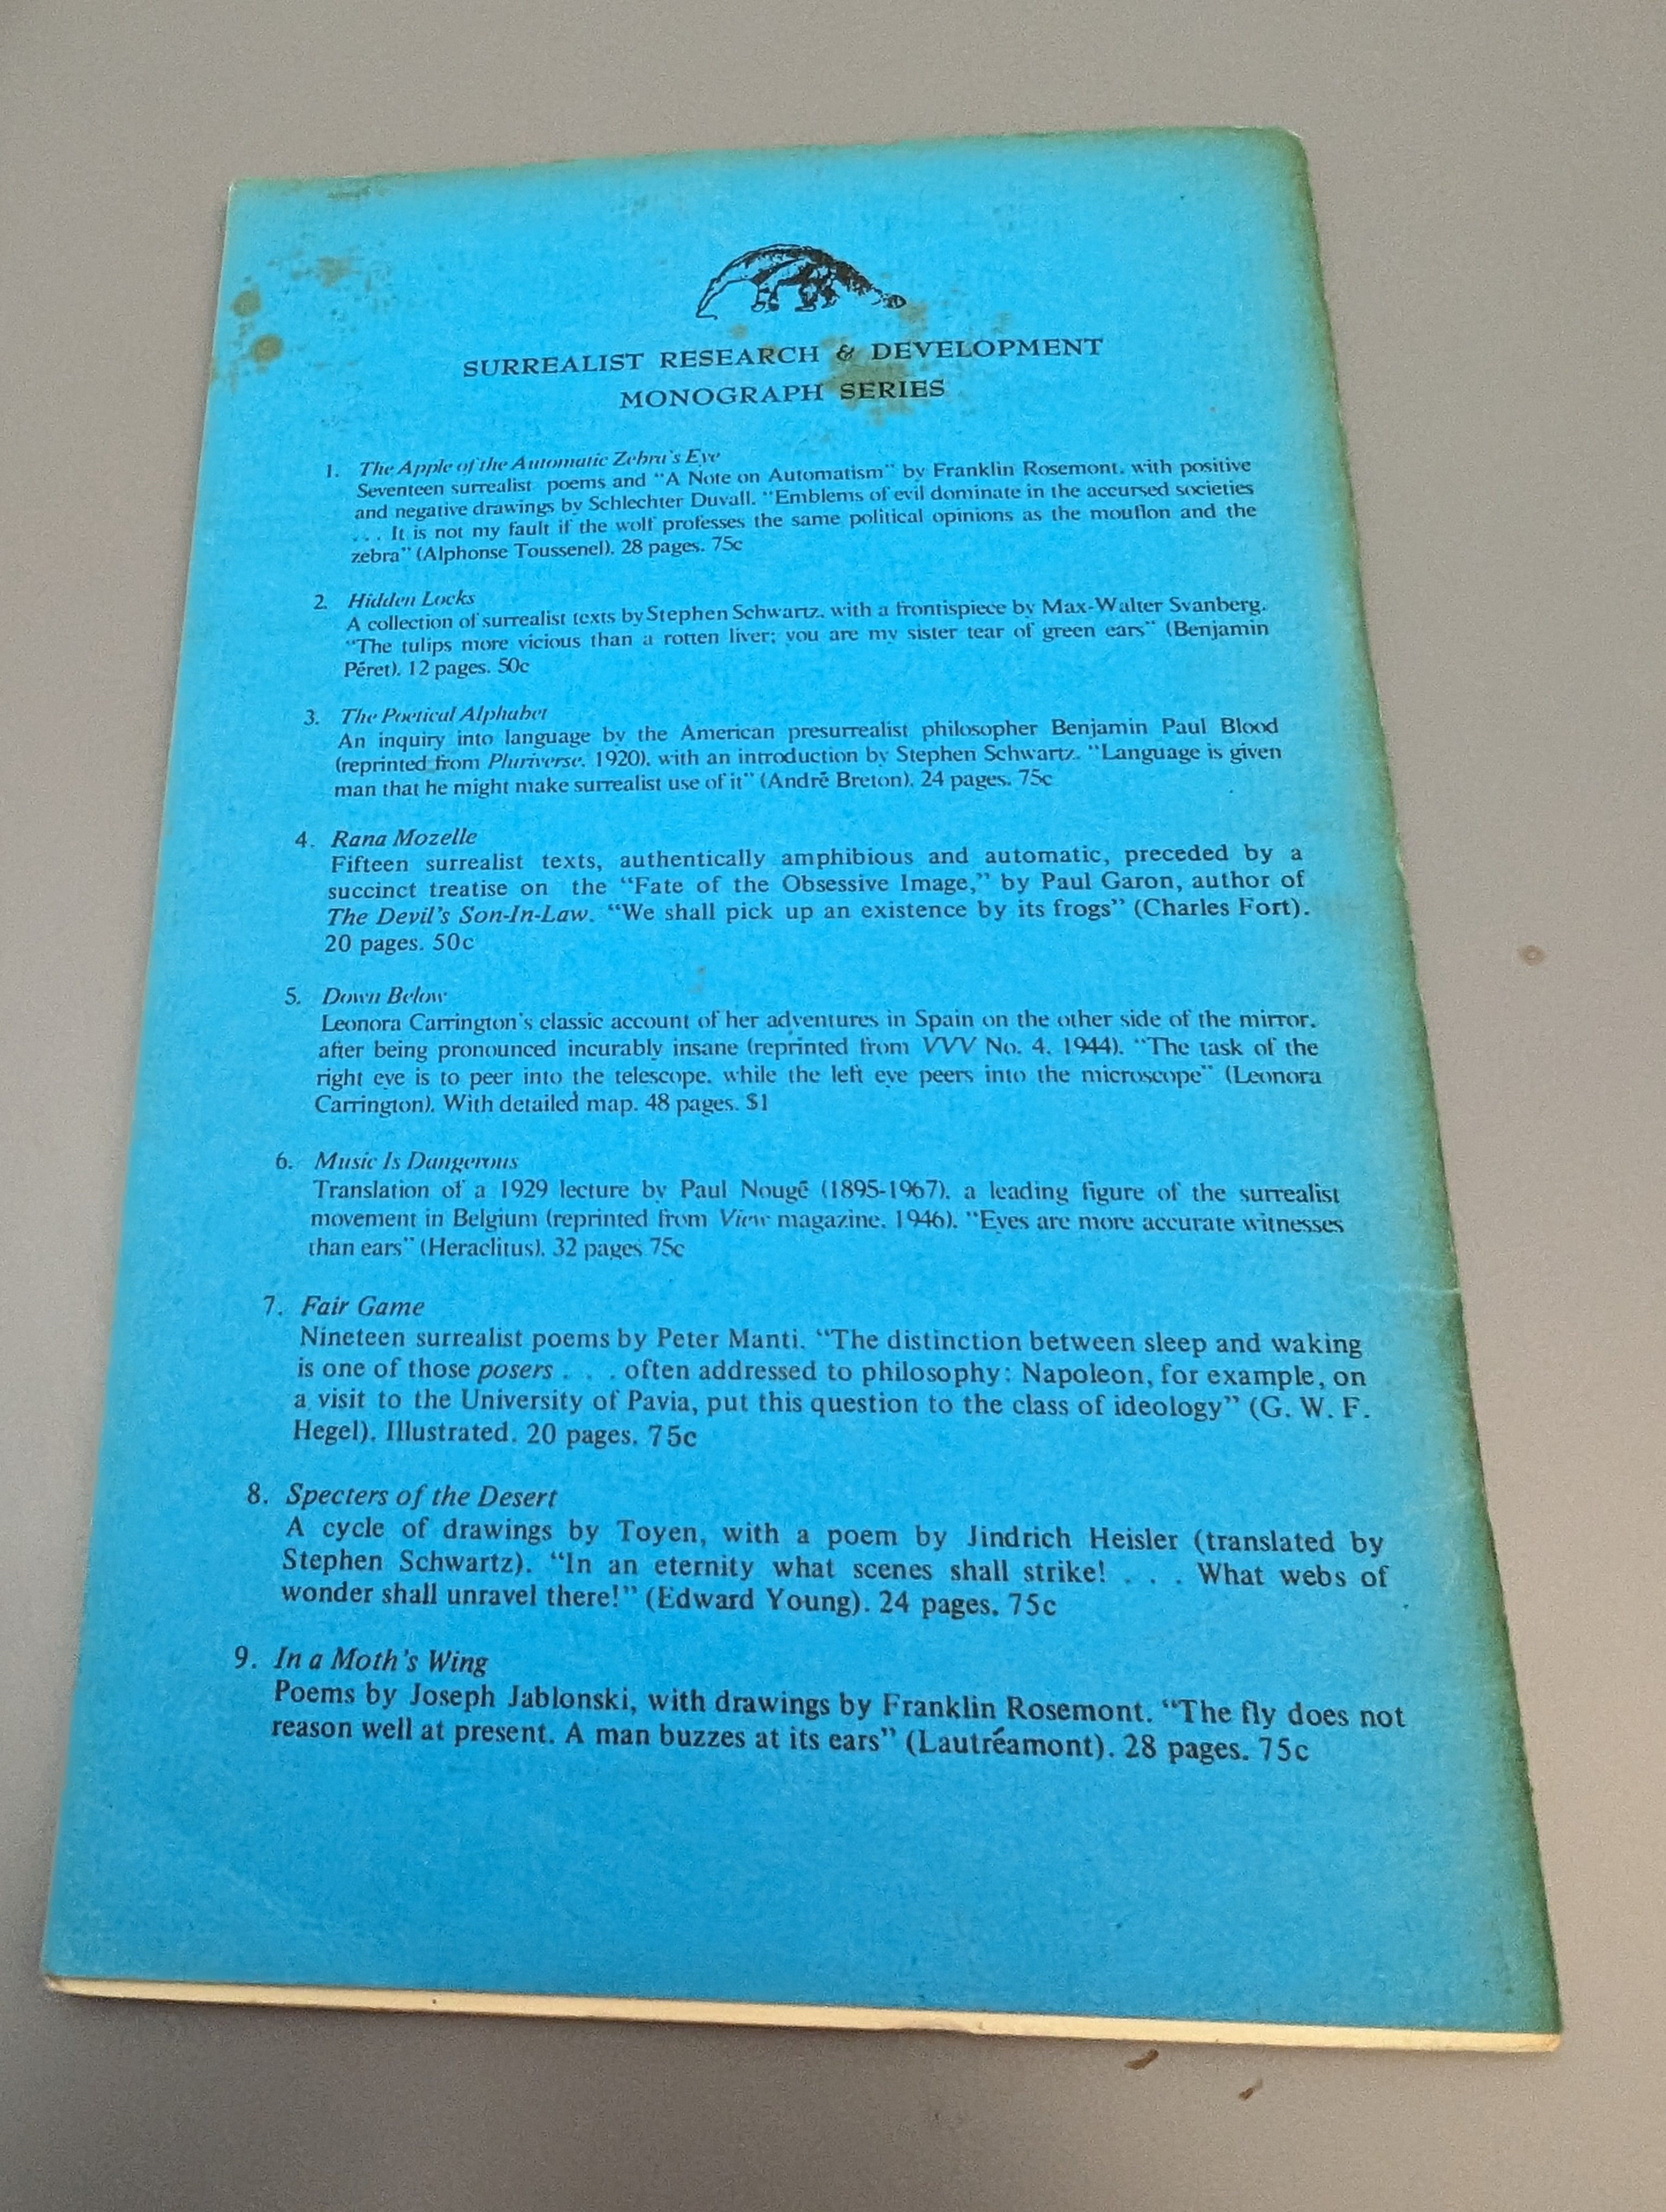 SURREALIST RESEARCH & DEVELOPMENT
MONOGRAPH SERIES
1. The Apple of the Automatic Zebra's Eye
Seventeen surrealist poems and "A Note on Automatism" by Franklin Rosemont, with positive
and negative drawings by Schlechter Duvall. "Emblems of evil dominate in the accursed societies
. . . It is not my fault if the wolf professes the same political opinions as the mouflon and the
zebra" (Alphonse Toussenel). 28 pages. 75c
2. Hidden Locks
A collection of surrealist texts by Stephen Schwartz, with a frontispiece by Max-Walter Svanberg.
"The tulips more vicious than a rotten liver; you are my sister tear of green ears" (Benjamin
Péret). 12 pages. 50c
3. The Poetical Alphabet
An inquiry into language by the American presurrealist philosopher Benjamin Paul Blood
(reprinted from Pluriverse, 1920), with an introduction by Stephen Schwartz. "Language is given
man that he might make surrealist use of it" (André Breton). 24 pages. 75c
4. Rana Mozelle
Fifteen surrealist texts, authentically amphibious and automatic, preceded by a
succinct treatise on the "Fate of the Obsessive Image," by Paul Garon, author of
The Devil's Son-In-Law. "We shall pick up an existence by its frogs" (Charles Fort).
20 pages. 50c
5. Down Below
Leonora Carrington's classic account of her adventures in Spain on the other side of the mirror,
after being pronounced incurably insane (reprinted from VVV No. 4, 1944). "The task of the
right eye is to peer into the telescope, while the left eye peers into the microscope" (Leonora
Carrington). With detailed map. 48 pages. $1
6. Music Is Dangerous
Translation of a 1929 lecture by Paul Nougé (1895-1967), a leading figure of the surrealist
movement in Belgium (reprinted from View magazine, 1946). "Eyes are more accurate witnesses
than ears" (Heraclitus). 32 pages 75c
7. Fair Game
Nineteen surrealist poems by Peter Manti. "The distinction between sleep and waking
is one of those posers . . . often addressed to philosophy: Napoleon, for example, on
a visit to the University of Pavia, put this question to the class of ideology" (G. W. F.
Hegel). Illustrated. 20 pages. 75c
8. Specters of the Desert
A cycle of drawings by Toyen, with a poem by Jindrich Heisler (translated by
Stephen Schwartz). "In an eternity what scenes shall strike! . . . What webs of
wonder shall unravel there!" (Edward Young). 24 pages. 75c
9. In a Moth's Wing
Poems by Joseph Jablonski, with drawings by Franklin Rosemont. "The fly does not
reason well at present. A man buzzes at its ears" (Lautréamont). 28 pages. 75c